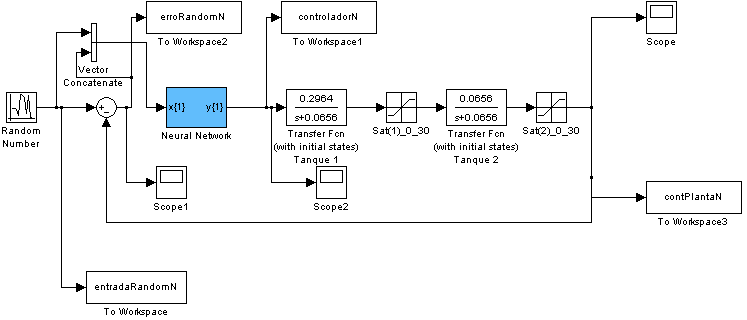 erroRandomN
To Workspace2
controladorN
To Workspace1
Scope
Vector
Concatenate
Random
Number
+
-
x{1} y{1}
Neural Network
0.2964
s+0.0656
Transfer Fcn
(with initial states)
Tanque 1
Sat(1)_0_30
0.0656
s+0.0656
Transfer Fcn
(with initial states)
Tanque 2
Sat(2)_0_30
Scope1
Scope2
contPlantaN
To Workspace3
entradaRandomN
To Workspace